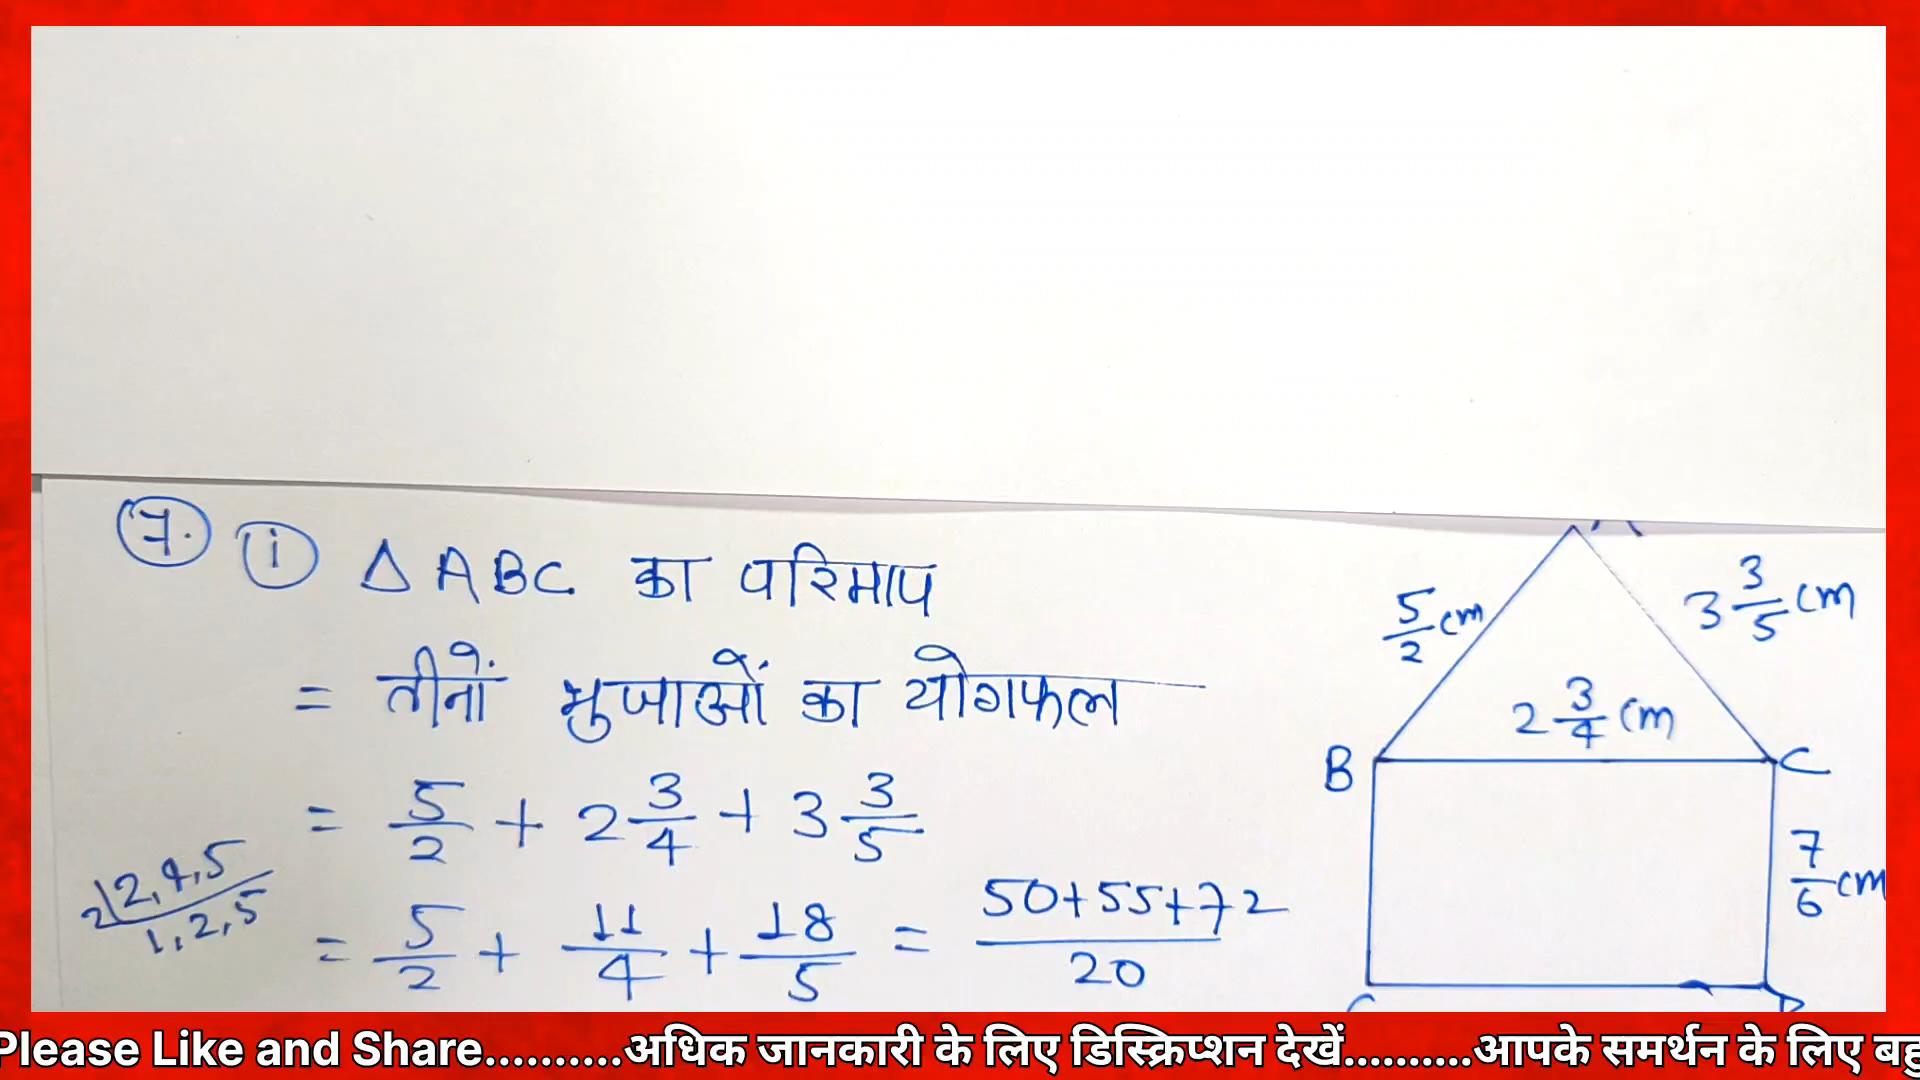 7. i △ ABC का परिमाप
= तीनों भुजाओं का योगफल
= 5/2 + 2 3/4 + 3 3/5
2 | 2, 4, 5
1, 2, 5
= 5/2 + 11/4 + 18/5 = 50+55+72/20
5/2 cm
3 3/5 cm
2 3/4 cm
B
C
7/6 cm
Please Like and Share..........अधिक जानकारी के लिए डिस्क्रिप्शन देखें..........आपके समर्थन के लिए